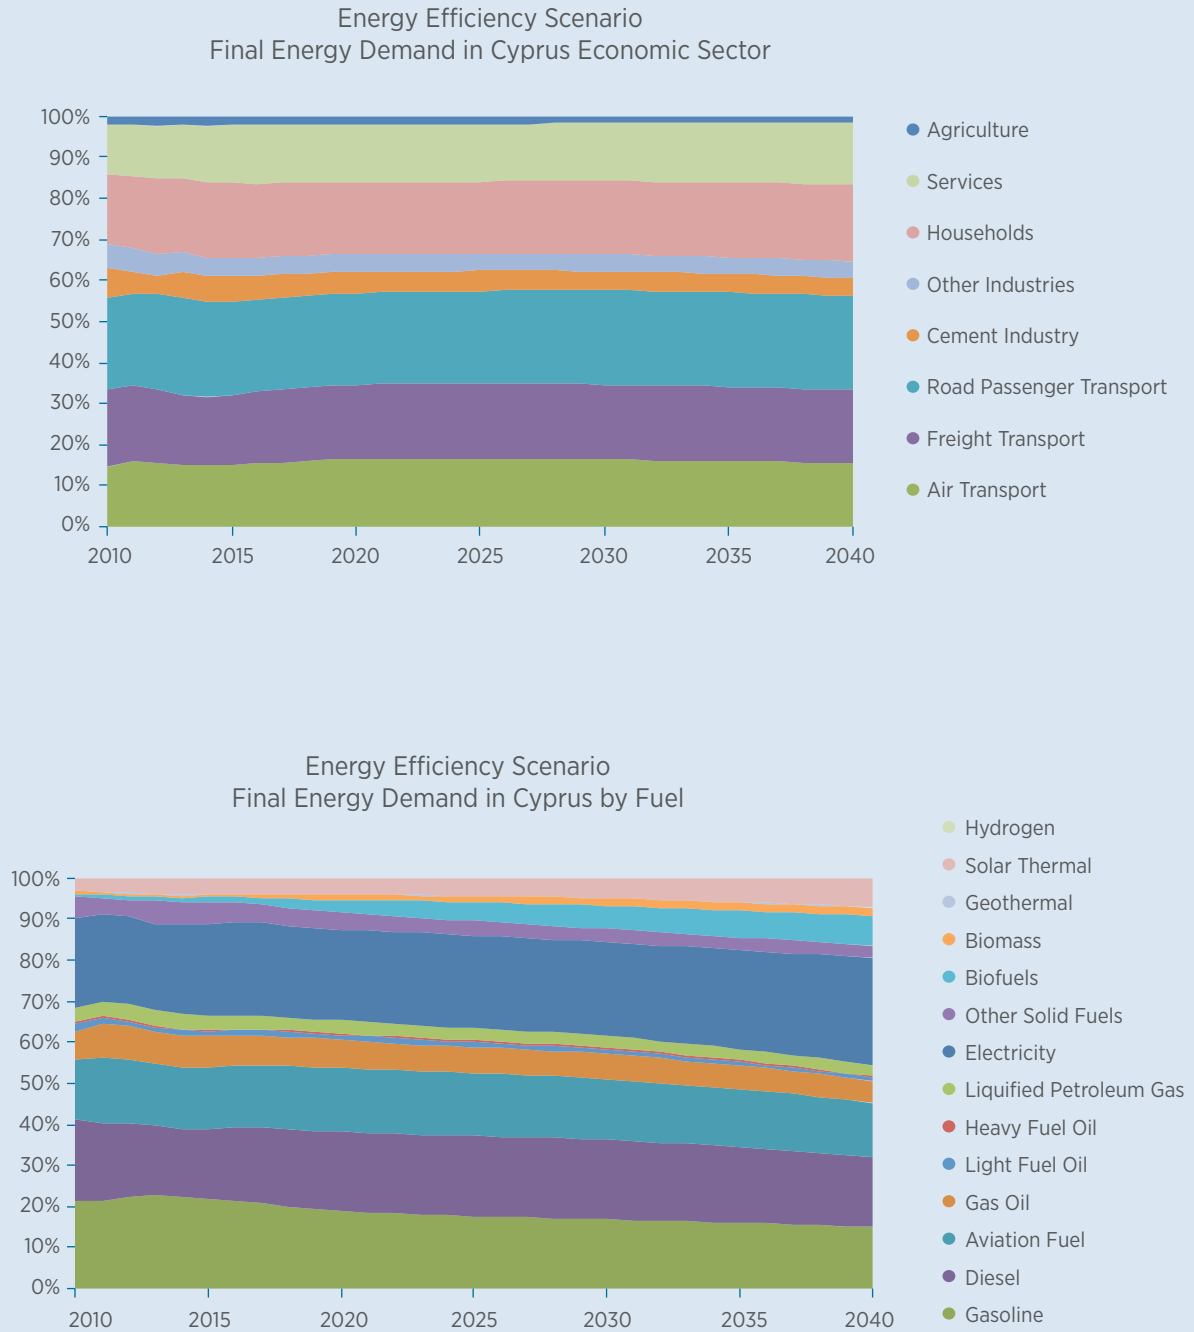 Energy Efficiency Scenario
Final Energy Demand in Cyprus Economic Sector
100%
90%
80%
70%
60%
50%
40%
30%
20%
10%
0%
2010 2015 2020 2025 2030 2035 2040
Agriculture
Services
Households
Other Industries
Cement Industry
Road Passenger Transport
Freight Transport
Air Transport
Energy Efficiency Scenario
Final Energy Demand in Cyprus by Fuel
100%
90%
80%
70%
60%
50%
40%
30%
20%
10%
0%
2010 2015 2020 2025 2030 2035 2040
Hydrogen
Solar Thermal
Geothermal
Biomass
Biofuels
Other Solid Fuels
Electricity
Liquified Petroleum Gas
Heavy Fuel Oil
Light Fuel Oil
Gas Oil
Aviation Fuel
Diesel
Gasoline